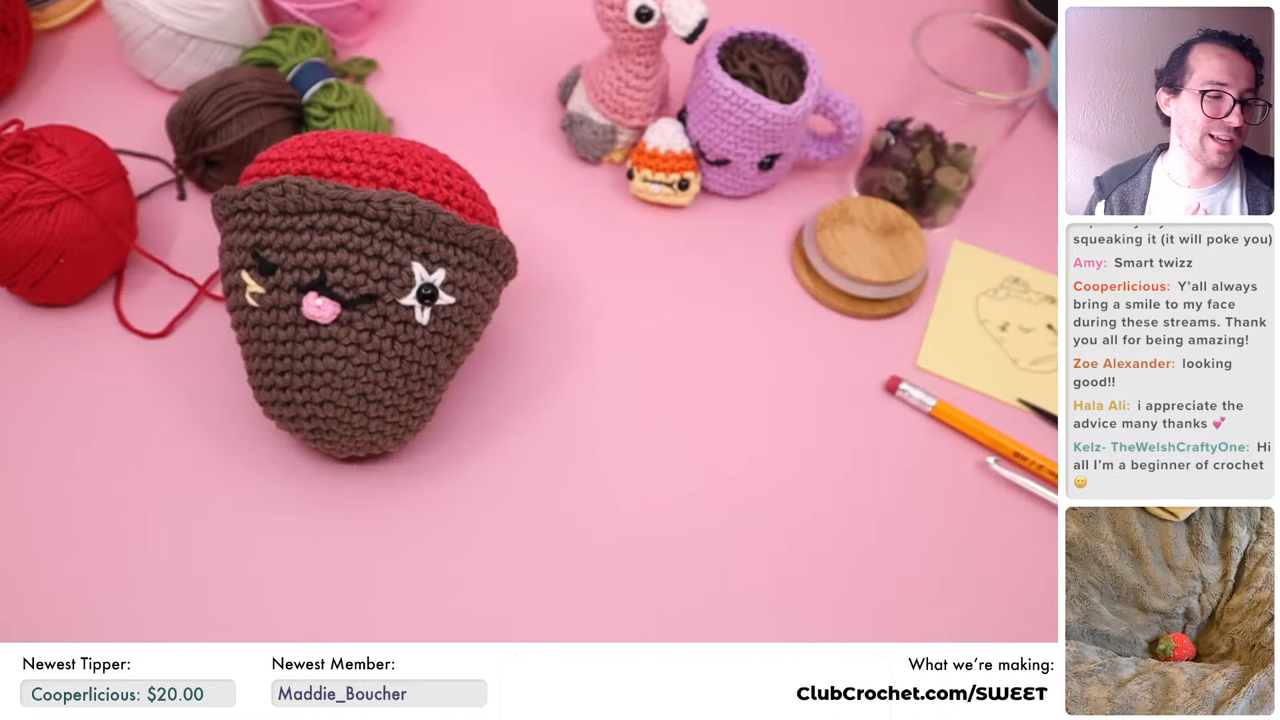 squeaking it (it will poke you)
Amy: Smart twizz
Cooperlicious: Y'all always
bring a smile to my face
during these streams. Thank
you all for being amazing!
Zoe Alexander: looking
good!!
Hala Ali: i appreciate the
advice many thanks 💕
Kelz- TheWelshCraftyOne: Hi
all I'm a beginner of crochet
😊
Newest Tipper:
Cooperlicious: $20.00
Newest Member:
Maddie_Boucher
What we're making:
ClubCrochet.com/SWEET